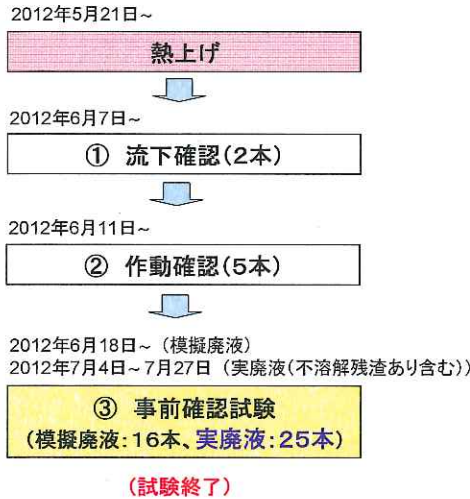 2012年5月21日～
熱上げ
2012年6月7日～
① 流下確認(2本)
2012年6月11日～
② 作動確認(5本)
2012年6月18日～ (模擬廃液)
2012年7月4日～7月27日 (実廃液(不溶解残渣あり含む))
③ 事前確認試験
(模擬廃液:16本、実廃液:25本)
(試験終了)